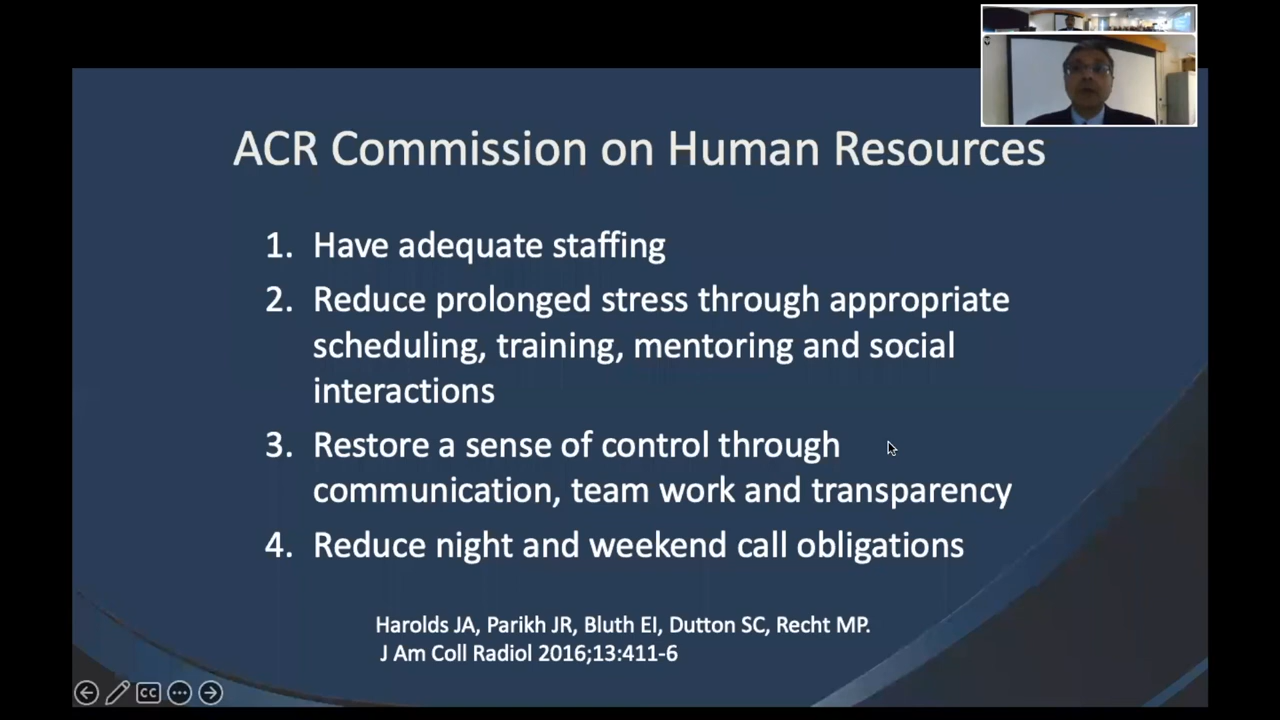 ACR Commission on Human Resources
1. Have adequate staffing
2. Reduce prolonged stress through appropriate
scheduling, training, mentoring and social
interactions
3. Restore a sense of control through
communication, team work and transparency
4. Reduce night and weekend call obligations
Harolds JA, Parikh JR, Bluth EI, Dutton SC, Recht MP.
J Am Coll Radiol 2016;13:411-6
CC